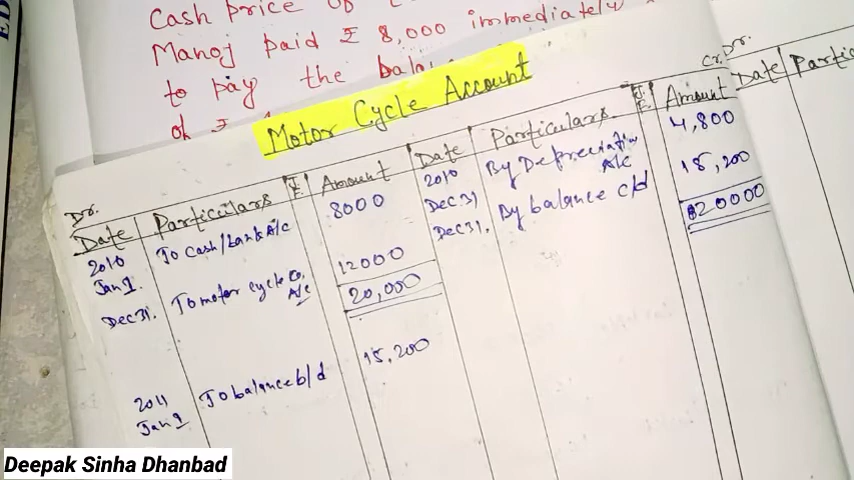 ED
Cash price of
Manoj paid ₹ 8,000 immediately
to pay the bala
of ₹
Motor Cycle Account
Dr.
Cr.
Date Particulars J.F. Amount Date Particulars J.F. Amount
2010 Jan 1 To Cash/bank A/c 8000 2010 Dec 31 By Depreciation A/c 4,800
Dec 31. To motor cycle Co. A/c 12000 Dec 31. By balance c/d 15,200
20,000 20000
2011 Jan 1 To balance b/d 15,200
Dr.
Date Partic
Deepak Sinha Dhanbad